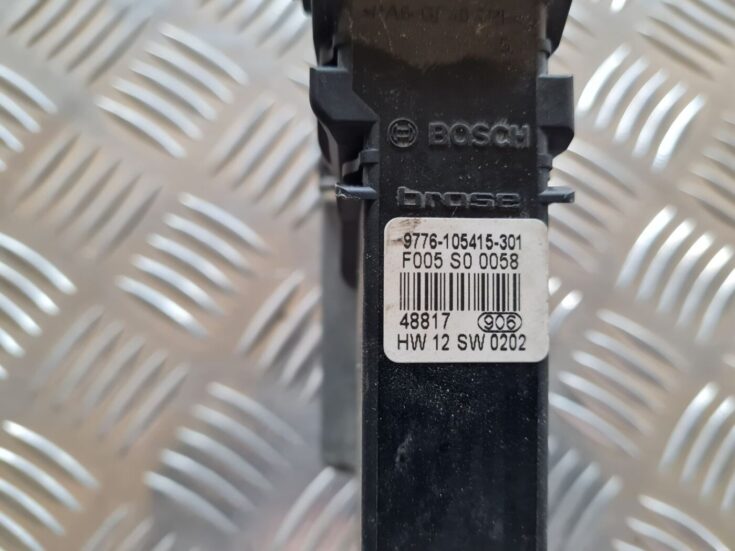 BOSCH
brose
9776-105415-301
F005 S0 0058
48817 906
HW 12 SW 0202